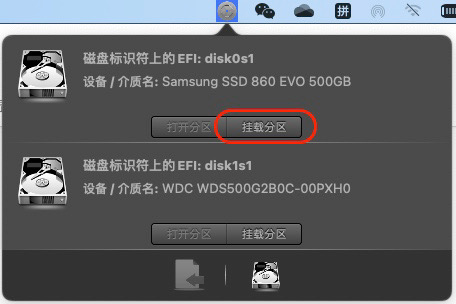 拼
磁盘标识符上的 EFI: disk0s1
设备 / 介质名: Samsung SSD 860 EVO 500GB
打开分区 挂载分区
磁盘标识符上的 EFI: disk1s1
设备 / 介质名: WDC WDS500G2B0C-00PXH0
打开分区 挂载分区